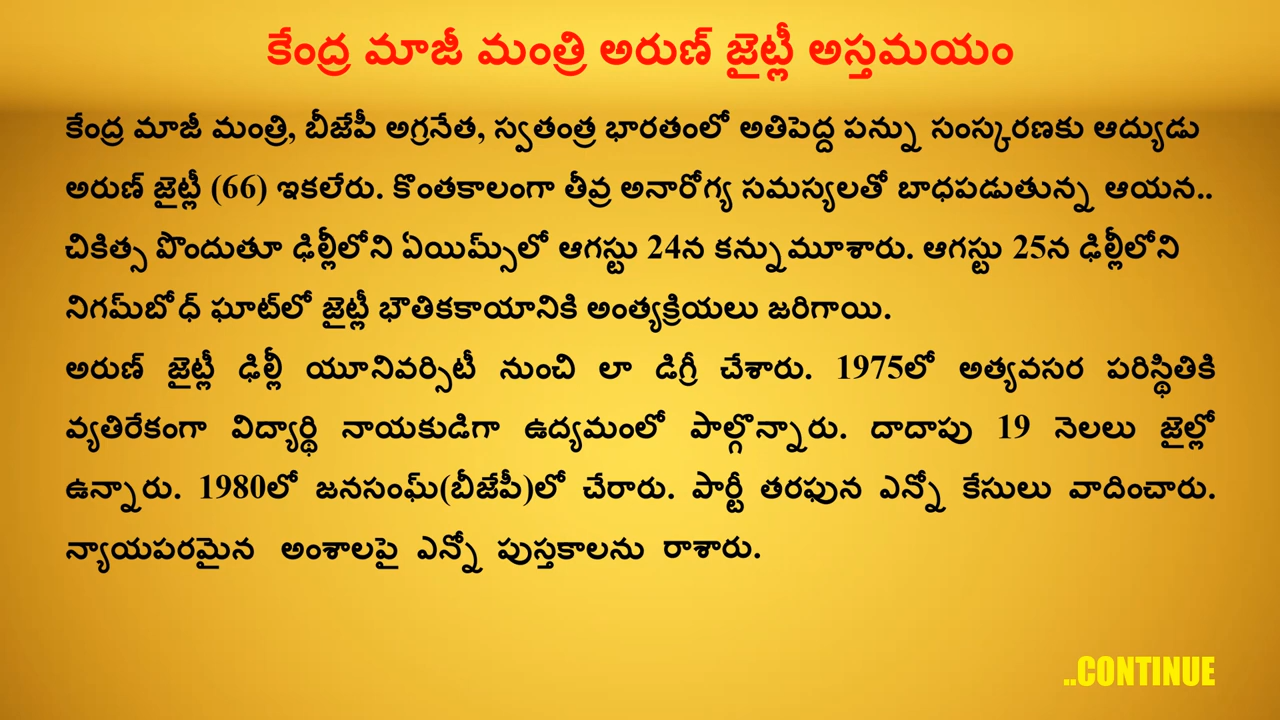 కేంద్ర మాజీ మంత్రి అరుణ్ జైట్లీ అస్తమయం
కేంద్ర మాజీ మంత్రి, బీజేపీ అగ్రనేత, స్వతంత్ర భారతంలో అతిపెద్ద పన్ను సంస్కరణకు ఆద్యుడు
అరుణ్ జైట్లీ (66) ఇకలేరు. కొంతకాలంగా తీవ్ర అనారోగ్య సమస్యలతో బాధపడుతున్న ఆయన..
చికిత్స పొందుతూ ఢిల్లీలోని ఏయిమ్స్‌లో ఆగస్టు 24న కన్నుమూశారు. ఆగస్టు 25న ఢిల్లీలోని
నిగమ్‌బోధ్ ఘాట్‌లో జైట్లీ భౌతికకాయానికి అంత్యక్రియలు జరిగాయి.
అరుణ్ జైట్లీ ఢిల్లీ యూనివర్సిటీ నుంచి లా డిగ్రీ చేశారు. 1975లో అత్యవసర పరిస్థితికి
వ్యతిరేకంగా విద్యార్థి నాయకుడిగా ఉద్యమంలో పాల్గొన్నారు. దాదాపు 19 నెలలు జైల్లో
ఉన్నారు. 1980లో జనసంఘ్(బీజేపీ)లో చేరారు. పార్టీ తరఫున ఎన్నో కేసులు వాదించారు.
న్యాయపరమైన అంశాలపై ఎన్నో పుస్తకాలను రాశారు.
..CONTINUE